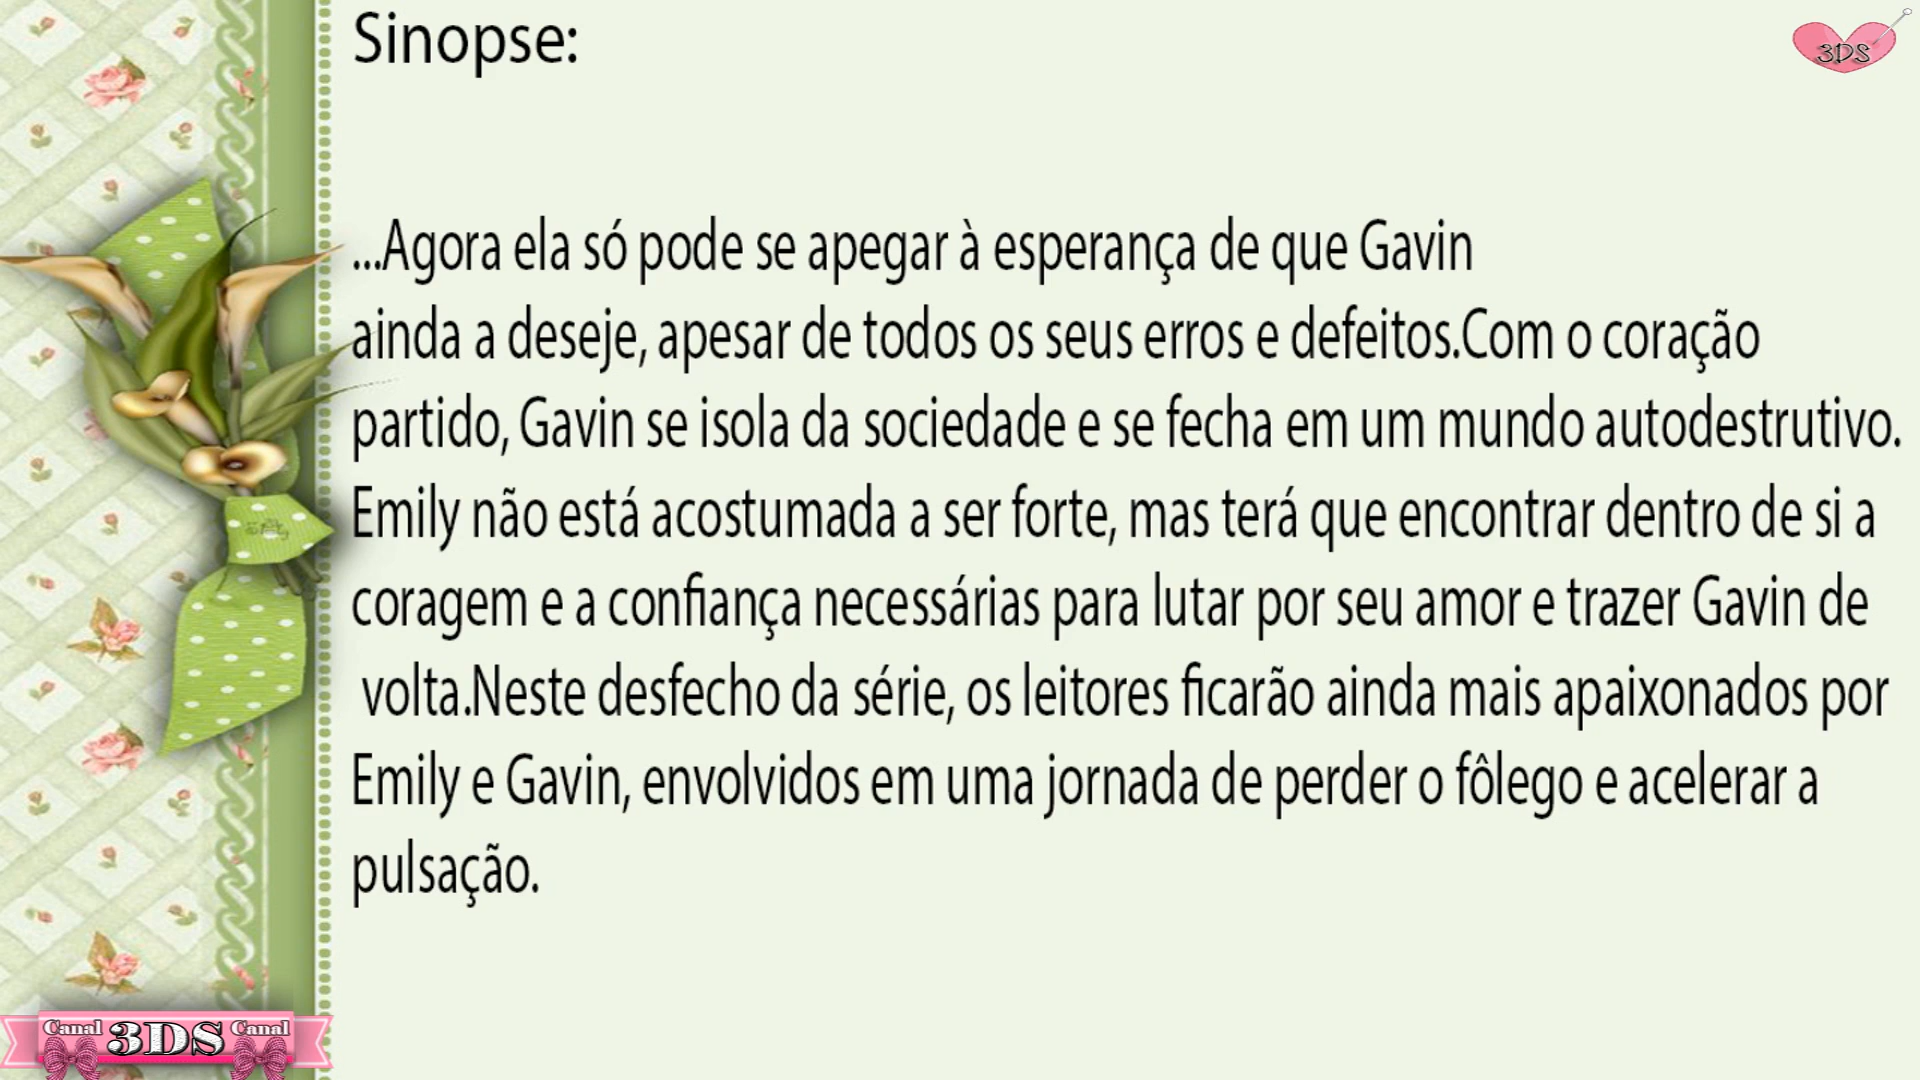 Sinopse:
3DS
...Agora ela só pode se apegar à esperança de que Gavin
ainda a deseje, apesar de todos os seus erros e defeitos.Com o coração
partido, Gavin se isola da sociedade e se fecha em um mundo autodestrutivo.
Emily não está acostumada a ser forte, mas terá que encontrar dentro de si a
coragem e a confiança necessárias para lutar por seu amor e trazer Gavin de
volta.Neste desfecho da série, os leitores ficarão ainda mais apaixonados por
Emily e Gavin, envolvidos em uma jornada de perder o fôlego e acelerar a
pulsação.
Canal 3DS Canal